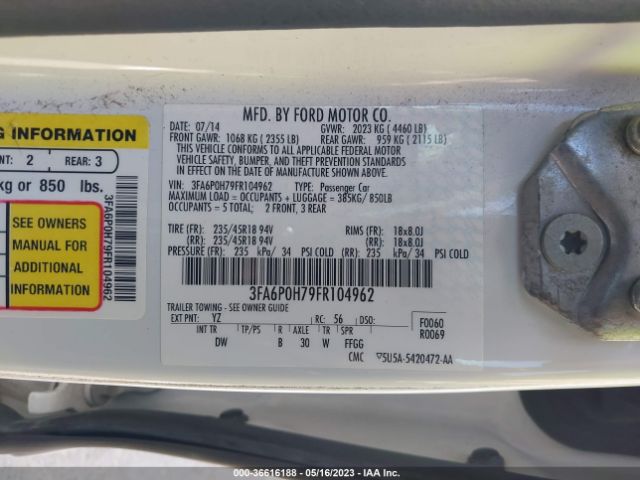 G INFORMATION
NT: 2 REAR: 3
kg or 850 lbs.
SEE OWNERS
MANUAL FOR
ADDITIONAL
INFORMATION
3FA6P0H79FR104962
MFD. BY FORD MOTOR CO.
DATE: 07/14 GVWR: 2023 KG ( 4460 LB)
FRONT GAWR: 1068 KG ( 2355 LB) REAR GAWR: 959 KG ( 2115 LB)
THIS VEHICLE CONFORMS TO ALL APPLICABLE FEDERAL MOTOR
VEHICLE SAFETY, BUMPER, AND THEFT PREVENTION STANDARDS
IN EFFECT ON THE DATE OF MANUFACTURE SHOWN ABOVE.
VIN: 3FA6P0H79FR104962 TYPE: Passenger Car
MAXIMUM LOAD = OCCUPANTS + LUGGAGE = 385KG/ 850LB
OCCUPANTS = 5 TOTAL; 2 FRONT, 3 REAR
TIRE (FR): 235/45R18 94V RIMS (FR): 18x8.0J
(RR): 235/45R18 94V (RR): 18x8.0J
PRESSURE (FR): 235 kPa/ 34 PSI COLD (RR): 235 kPa/ 34 PSI COLD
3FA6P0H79FR104962
TRAILER TOWING - SEE OWNER GUIDE
EXT PNT: YZ RC: 56 DSO: F0060
R0069
INT TR TP/PS R AXLE TR SPR
DW B 30 W FFGG
CMC 5U5A-5420472-AA
000-36616188 - 05/16/2023 - IAA Inc.